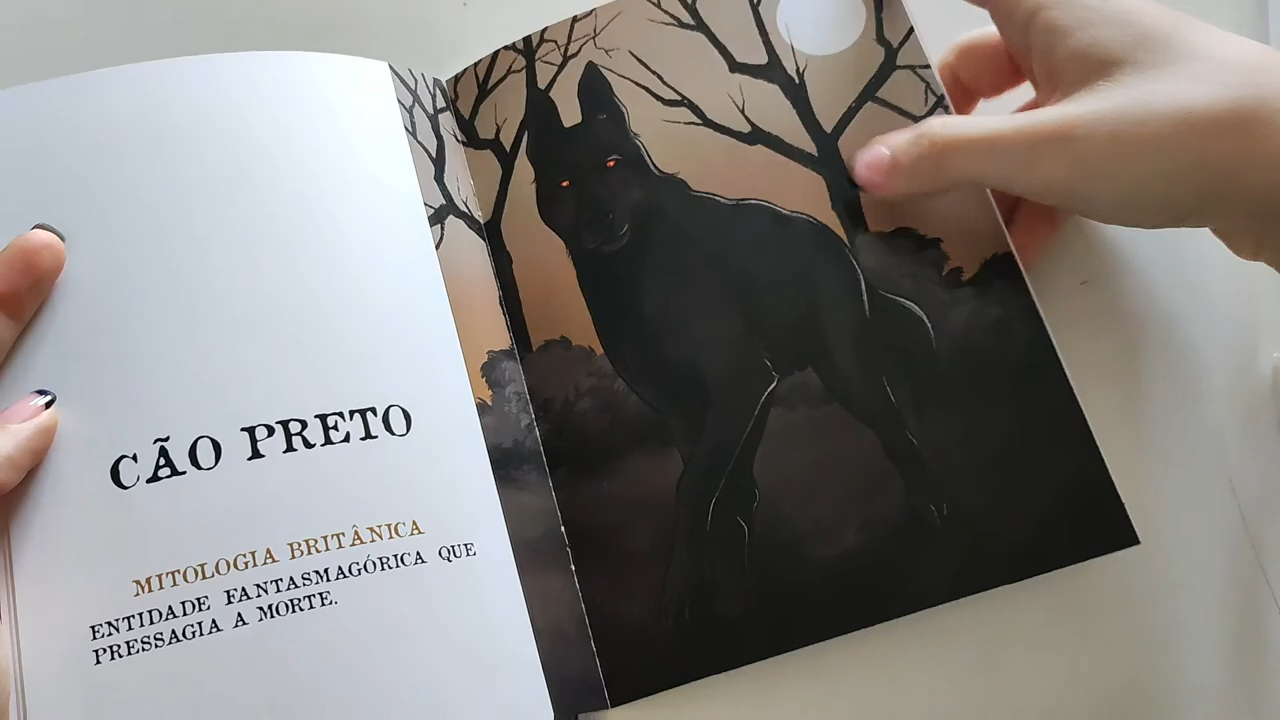 CÃO PRETO
MITOLOGIA BRITÂNICA
ENTIDADE FANTASMAGÓRICA QUE
PRESSAGIA A MORTE.